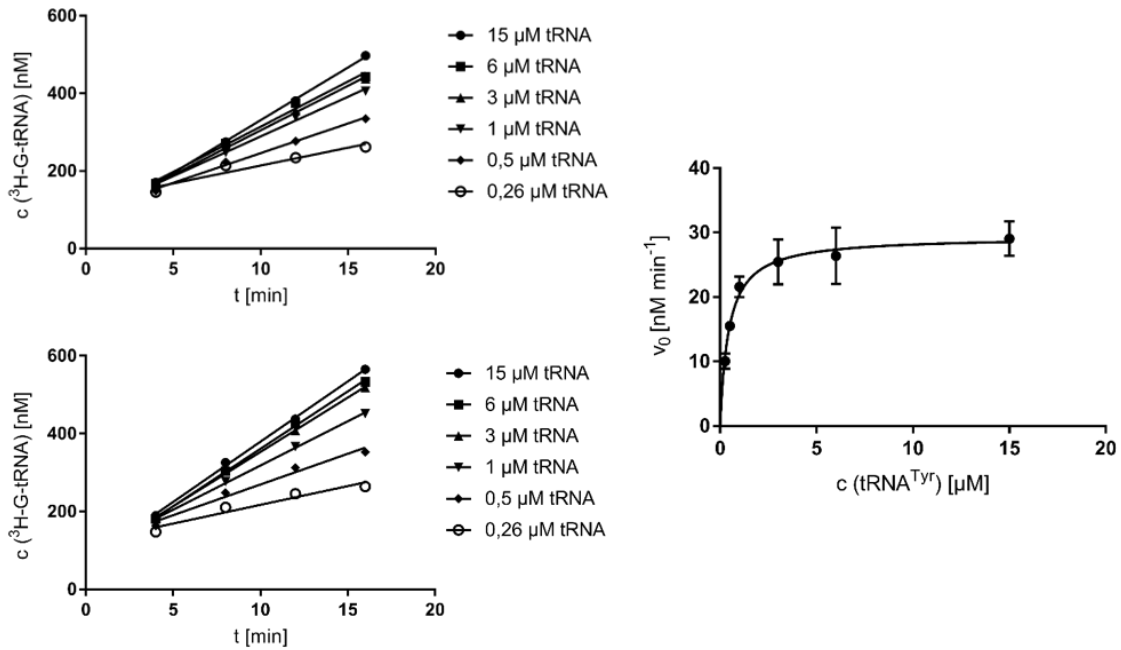 600
400
200
0
c (³H-G-tRNA) [nM]
0 5 10 15 20
t [min]
15 µM tRNA
6 µM tRNA
3 µM tRNA
1 µM tRNA
0,5 µM tRNA
0,26 µM tRNA
600
400
200
0
c (³H-G-tRNA) [nM]
0 5 10 15 20
t [min]
15 µM tRNA
6 µM tRNA
3 µM tRNA
1 µM tRNA
0,5 µM tRNA
0,26 µM tRNA
40
30
20
10
0
v₀ [nM min⁻¹]
0 5 10 15 20
c (tRNAᵀʸʳ) [µM]